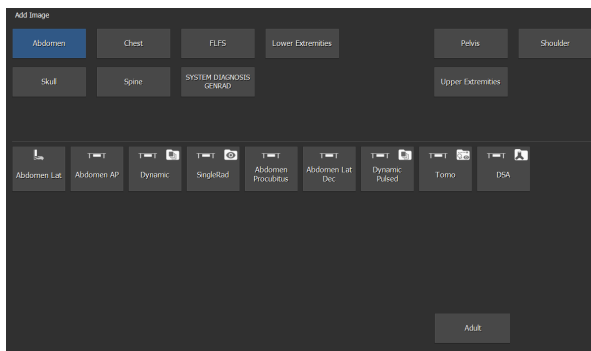 Add Image
Abdomen Chest FLFS Lower Extremities Pelvis Shoulder
Skull Spine SYSTEM DIAGNOSIS GENRAD Upper Extremities
Abdomen Lat
Abdomen AP
Dynamic
SingleRad
Abdomen
Procubitus
Abdomen Lat
Dec
Dynamic
Pulsed
Tomo
DSA
Adult